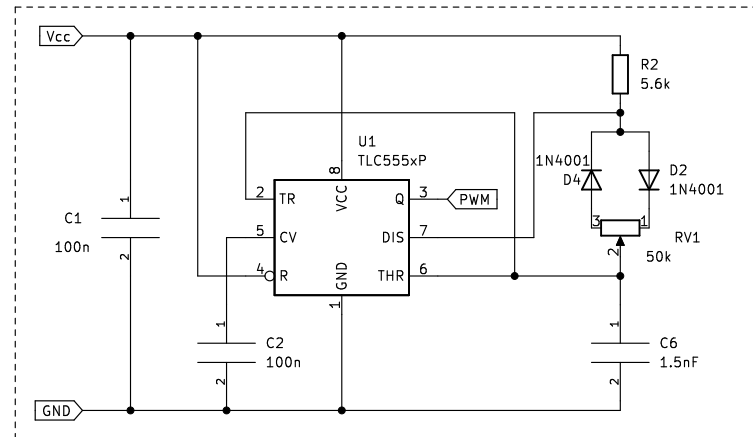 Vcc
R2
5.6k
U1
TLC555xP
8
VCC
2
TR
Q
3
PWM
5
CV
DIS
7
4
R
GND
THR
6
1
1N4001
D4
D2
1N4001
3
1
RV1
2
50k
1
C1
100n
2
1
C2
100n
2
1
C6
1.5nF
2
GND